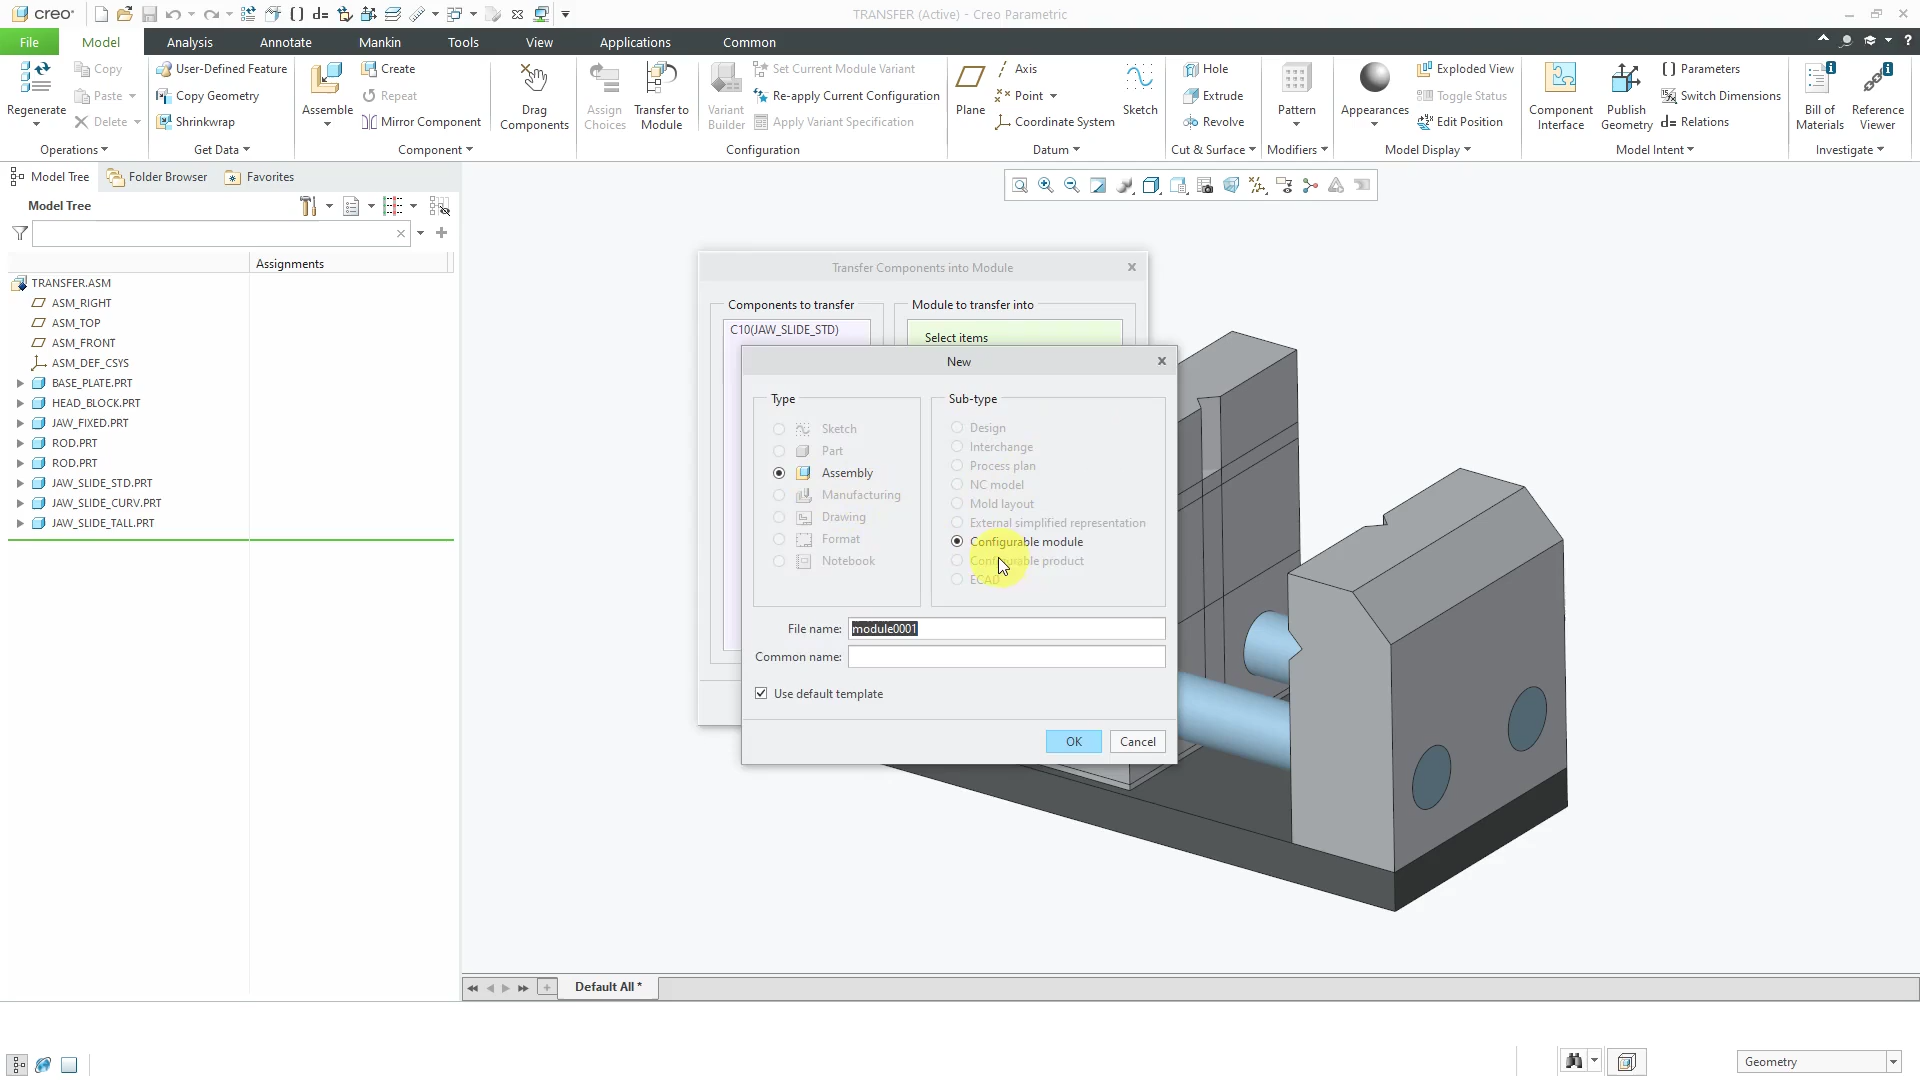 creo
TRANSFER (Active) - Creo Parametric
File Model Analysis Annotate Mankin Tools View Applications Common
Regenerate
Copy
Paste
Delete
Operations
User-Defined Feature
Copy Geometry
Shrinkwrap
Get Data
Assemble
Create
Repeat
Mirror Component
Component
Drag
Components
Assign
Choices
Transfer to
Module
Variant
Builder
Set Current Module Variant
Re-apply Current Configuration
Apply Variant Specification
Configuration
Plane
Axis
Point
Coordinate System
Sketch
Datum
Hole
Extrude
Revolve
Cut & Surface
Pattern
Modifiers
Appearances
Exploded View
Toggle Status
Edit Position
Model Display
Component
Interface
Publish
Geometry
Parameters
Switch Dimensions
Relations
Model Intent
Bill of
Materials
Reference
Viewer
Investigate
Model Tree Folder Browser Favorites
Model Tree
Assignments
TRANSFER.ASM
ASM_RIGHT
ASM_TOP
ASM_FRONT
ASM_DEF_CSYS
BASE_PLATE.PRT
HEAD_BLOCK.PRT
JAW_FIXED.PRT
ROD.PRT
ROD.PRT
JAW_SLIDE_STD.PRT
JAW_SLIDE_CURV.PRT
JAW_SLIDE_TALL.PRT
Transfer Components into Module
Components to transfer
C10(JAW_SLIDE_STD)
Module to transfer into
Select items
New
Type
Sketch
Part
Assembly
Manufacturing
Drawing
Format
Notebook
Sub-type
Design
Interchange
Process plan
NC model
Mold layout
External simplified representation
Configurable module
Configurable product
ECAD
File name: module0001
Common name:
Use default template
OK Cancel
Default All *
Geometry